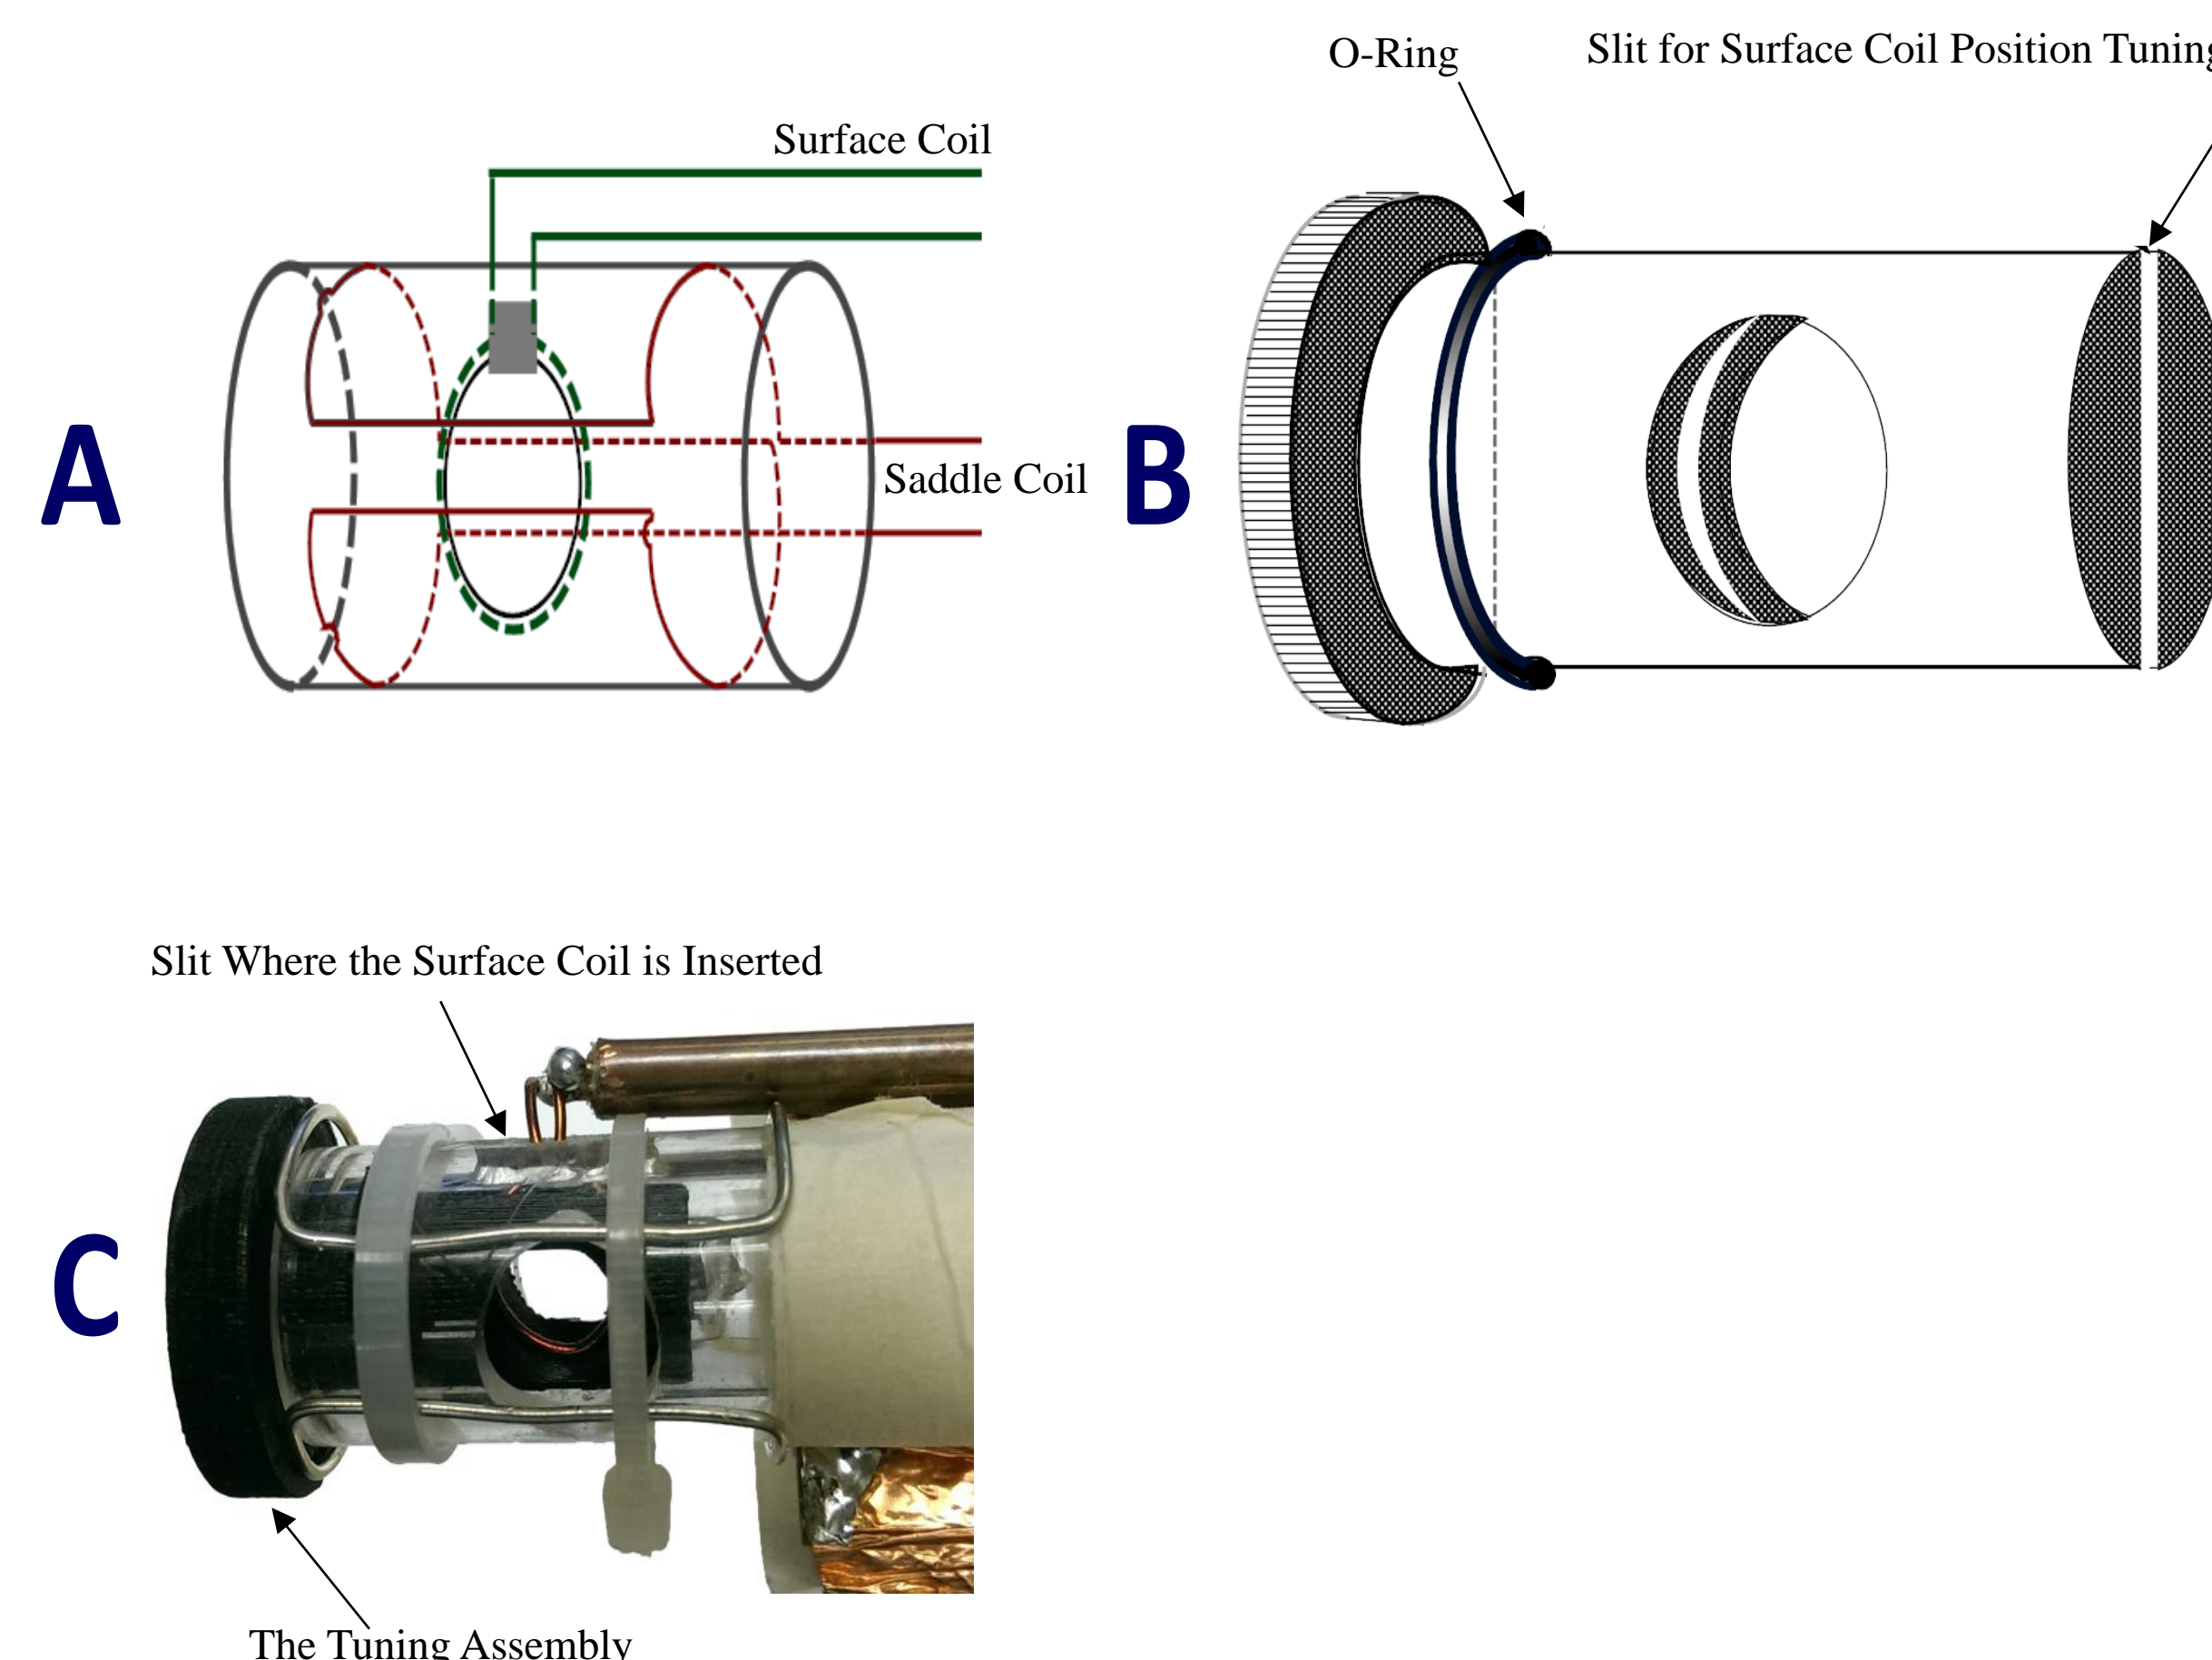 O-Ring
Slit for Surface Coil Position Tuning
Surface Coil
A
Saddle Coil
B
Slit Where the Surface Coil is Inserted
C
The Tuning Assembly